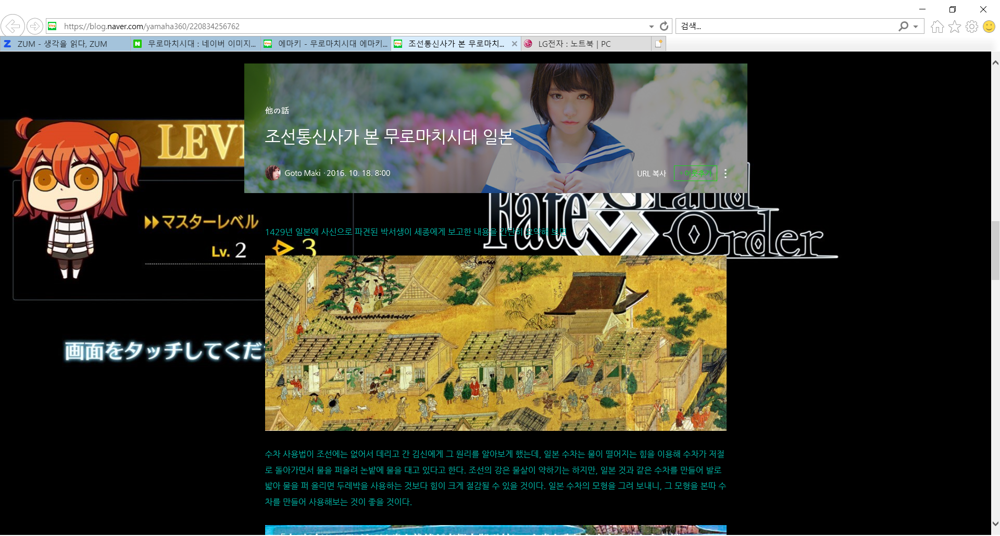 https://blog.naver.com/yamaha360/220834256762
검색...
ZUM - 생각을 읽다, ZUM
무로마치시대 : 네이버 이미지...
에마키 - 무로마치시대 에마키...
조선통신사가 본 무로마치...
LG전자 : 노트북 | PC
他の話
조선통신사가 본 무로마치시대 일본
Goto Maki · 2016. 10. 18. 8:00
URL 복사
+이웃추가
LEV
マスターレベル
Lv. 2
3
Fate
Grand
Order
画面をタッチしてくだ
1429년 일본에 사신으로 파견된 박서생이 세종에게 보고한 내용을 간단히 요약해 보면
수차 사용법이 조선에는 없어서 데리고 간 김신에게 그 원리를 알아보게 했는데, 일본 수차는 물이 떨어지는 힘을 이용해 수차가 저절
로 돌아가면서 물을 퍼올려 논밭에 물을 대고 있다고 한다. 조선의 강은 물살이 약하기는 하지만, 일본 것과 같은 수차를 만들어 발로
밟아 물을 퍼 올리면 두레박을 사용하는 것보다 힘이 크게 절감될 수 있을 것이다. 일본 수차의 모형을 그려 보내니, 그 모형을 본따 수
차를 만들어 사용해보는 것이 좋을 것이다.